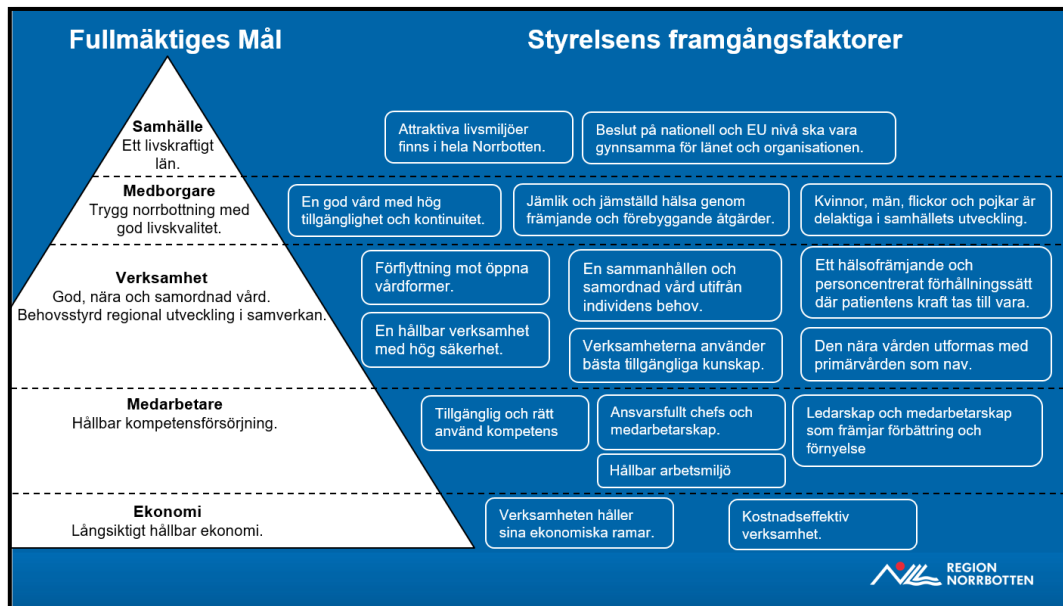 Fullmäktiges Mål
Styrelsens framgångsfaktorer
Samhälle
Ett livskraftigt
län.
Attraktiva livsmiljöer
finns i hela Norrbotten.
Beslut på nationell och EU nivå ska vara
gynnsamma för länet och organisationen.
Medborgare
Trygg norrbottning med
god livskvalitet.
En god vård med hög
tillgänglighet och kontinuitet.
Jämlik och jämställd hälsa genom
främjande och förebyggande åtgärder.
Kvinnor, män, flickor och pojkar är
delaktiga i samhällets utveckling.
Verksamhet
God, nära och samordnad vård.
Behovsstyrd regional utveckling i samverkan.
Förflyttning mot öppna
vårdformer.
En sammanhållen och
samordnad vård utifrån
individens behov.
Ett hälsofrämjande och
personcentrerat förhållningssätt
där patientens kraft tas till vara.
En hållbar verksamhet
med hög säkerhet.
Verksamheterna använder
bästa tillgängliga kunskap.
Den nära vården utformas med
primärvården som nav.
Medarbetare
Hållbar kompetensförsörjning.
Tillgänglig och rätt
använd kompetens
Ansvarsfullt chefs och
medarbetarskap.
Hållbar arbetsmiljö
Ledarskap och medarbetarskap
som främjar förbättring och
förnyelse
Ekonomi
Långsiktigt hållbar ekonomi.
Verksamheten håller
sina ekonomiska ramar.
Kostnadseffektiv
verksamhet.
REGION
NORRBOTTEN